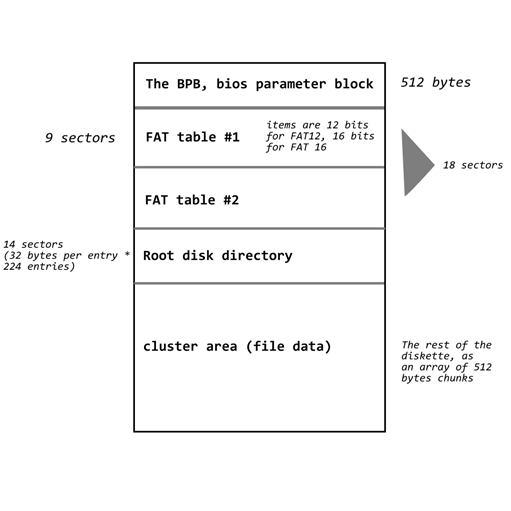 The BPB, bios parameter block
512 bytes
9 sectors
FAT table #1
items are 12 bits
for FAT12, 16 bits
for FAT 16
18 sectors
FAT table #2
14 sectors
(32 bytes per entry *
224 entries)
Root disk directory
cluster area (file data)
The rest of the
diskette, as
an array of 512
bytes chunks